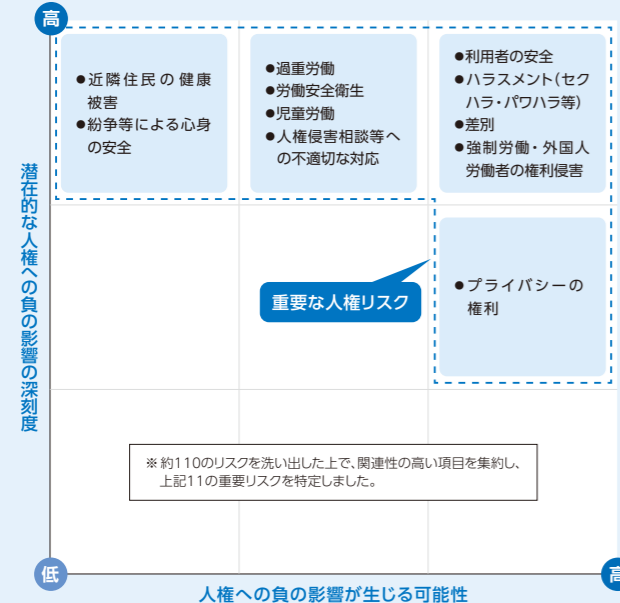 高
●近隣住民の健康
被害
●紛争等による心身
の安全
●過重労働
●労働安全衛生
●児童労働
●人権侵害相談等へ
の不適切な対応
●利用者の安全
●ハラスメント(セク
ハラ・パワハラ等)
●差別
●強制労働・外国人
労働者の権利侵害
潜在的な人権への負の影響の深刻度
重要な人権リスク
●プライバシーの
権利
※約110のリスクを洗い出した上で、関連性の高い項目を集約し、
上記11の重要リスクを特定しました。
低
高
人権への負の影響が生じる可能性